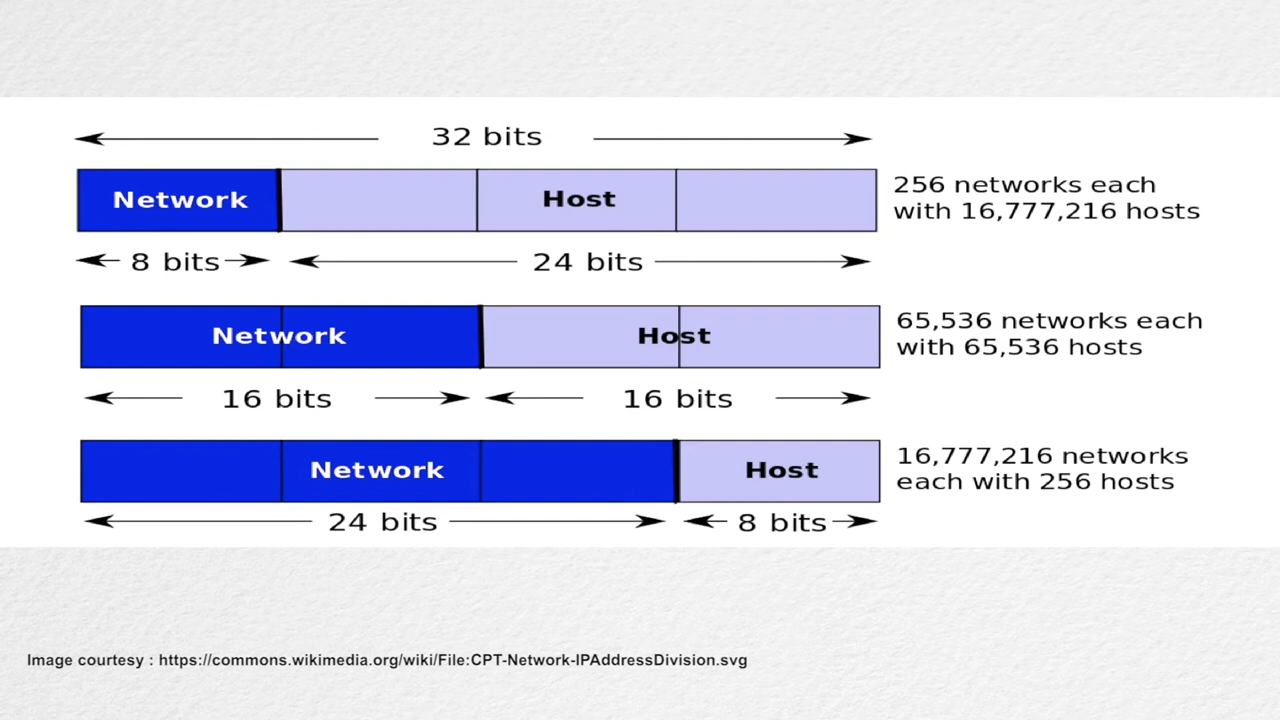 32 bits
Network
Host
256 networks each
with 16,777,216 hosts
8 bits
24 bits
Network
Host
65,536 networks each
with 65,536 hosts
16 bits
16 bits
Network
Host
16,777,216 networks
each with 256 hosts
24 bits
8 bits
Image courtesy : https://commons.wikimedia.org/wiki/File:CPT-Network-IPAddressDivision.svg